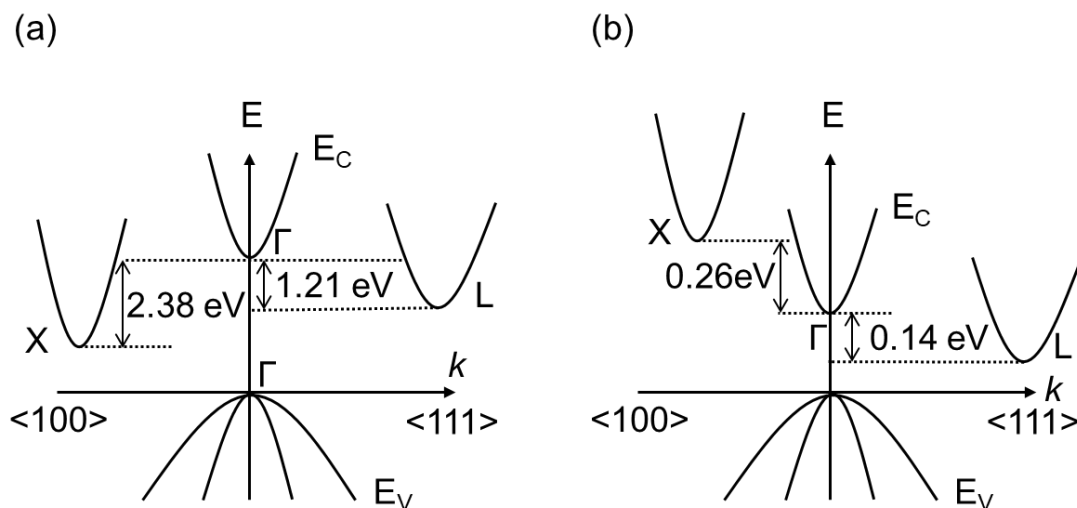 (a)
E
E_C
Γ
2.38 eV
1.21 eV
X
L
Γ
k
<100>
<111>
E_V
(b)
E
X
E_C
0.26eV
Γ
0.14 eV
L
k
<100>
<111>
E_V